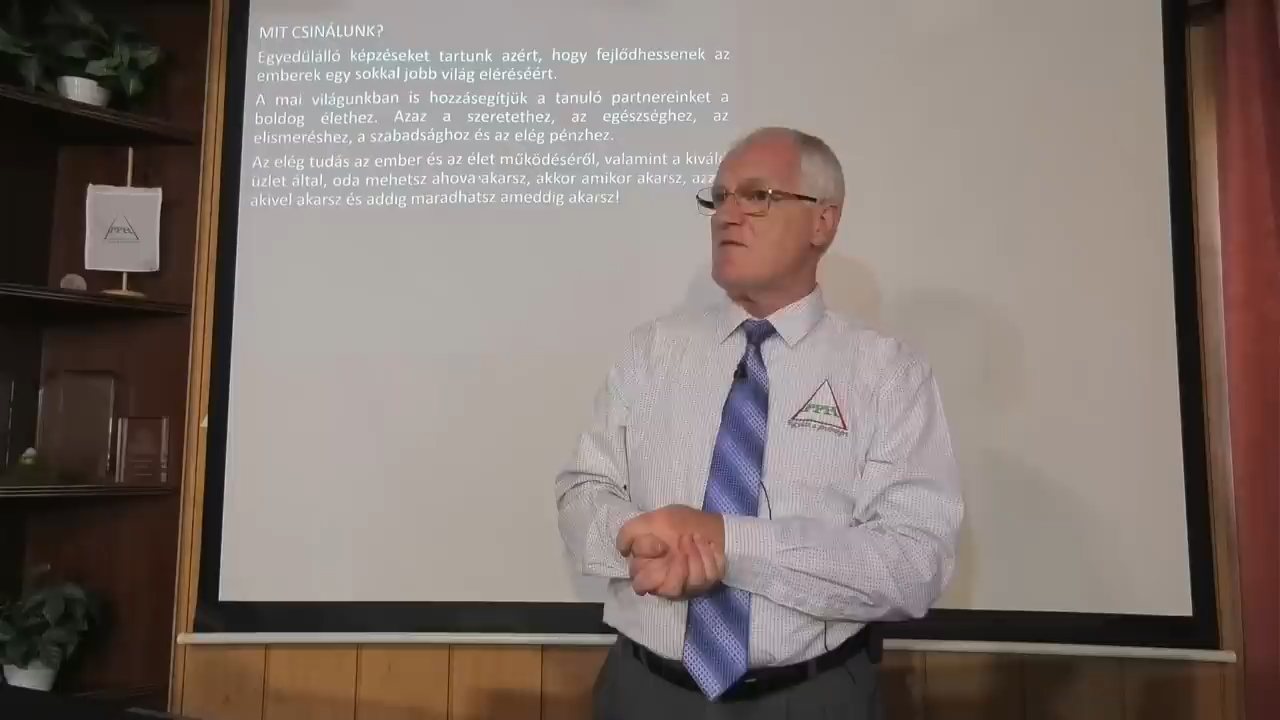 MIT CSINÁLUNK?
Egyedülálló képzéseket tartunk azért, hogy fejlődhessenek az
emberek egy sokkal jobb világ eléréséért.
A mai világunkban is hozzásegítjük a tanuló partnereinket a
boldog élethez. Azaz a szeretethez, az egészséghez, az
elismeréshez, a szabadsághoz és az elég pénzhez.
Az elég tudás az ember és az élet működéséről, valamint a
üzlet által, oda mehetsz ahova akarsz, akkor amikor akarsz,
akivel akarsz és addig maradhatsz ameddig akarsz!